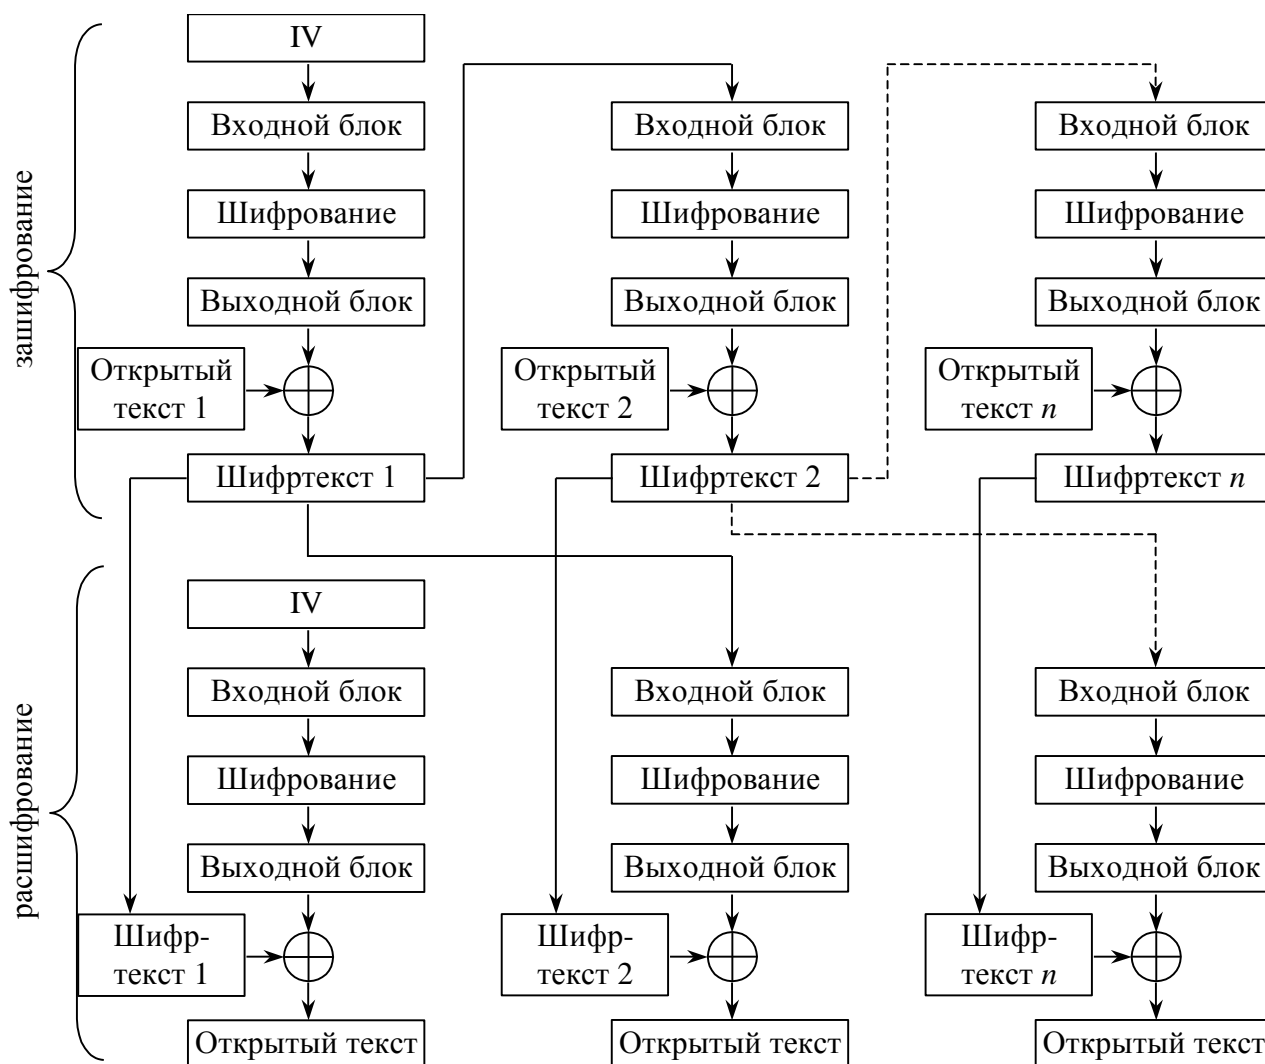 IV
Входной блок
Входной блок
Входной блок
Шифрование
Шифрование
Шифрование
зашифрование
Выходной блок
Выходной блок
Выходной блок
Открытый
текст 1
Открытый
текст 2
Открытый
текст n
Шифртекст 1
Шифртекст 2
Шифртекст n
IV
Входной блок
Входной блок
Входной блок
Шифрование
Шифрование
Шифрование
расшифрование
Выходной блок
Выходной блок
Выходной блок
Шифр-
текст 1
Шифр-
текст 2
Шифр-
текст n
Открытый текст
Открытый текст
Открытый текст